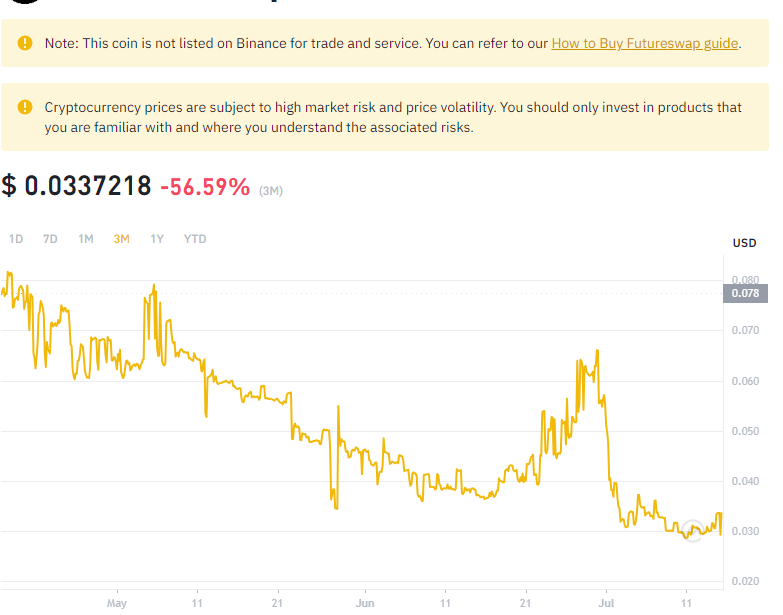 Note: This coin is not listed on Binance for trade and service. You can refer to our How to Buy Futureswap guide.
Cryptocurrency prices are subject to high market risk and price volatility. You should only invest in products that
you are familiar with and where you understand the associated risks.
$ 0.0337218 -56.59% (3M)
1D 7D 1M 3M 1Y YTD
USD
0.080
0.078
0.070
0.060
0.050
0.040
0.030
0.020
May 11 21 Jun 11 21 Jul 11